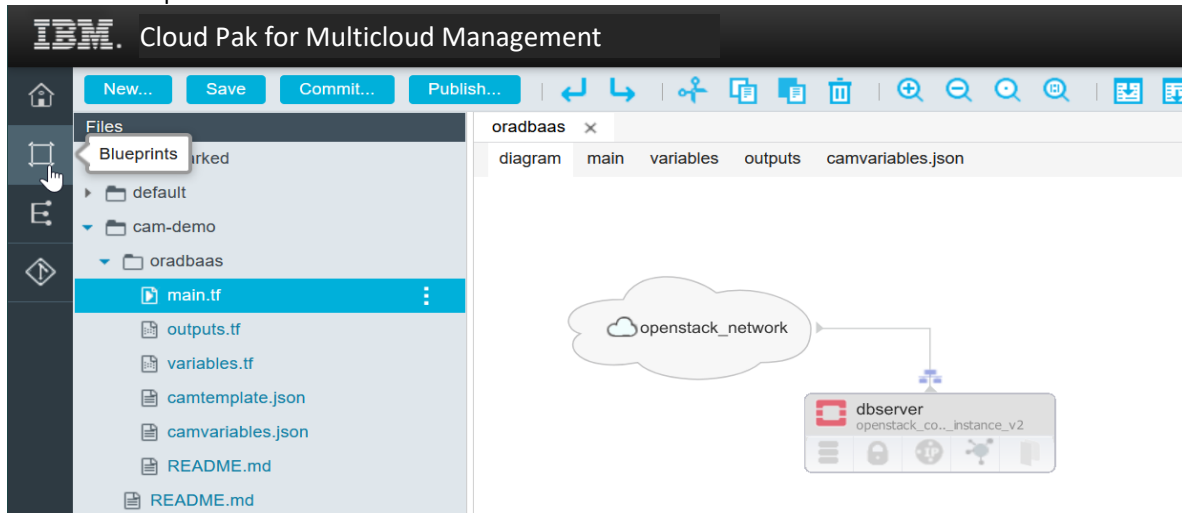 IBM. Cloud Pak for Multicloud Management
New... Save Commit... Publish...
Files
oradbaas
Blueprints
arked
diagram main variables outputs camvariables.json
default
cam-demo
oradbaas
main.tf
outputs.tf
variables.tf
camtemplate.json
camvariables.json
README.md
README.md
openstack_network
dbserver
openstack_co.._instance_v2
IP